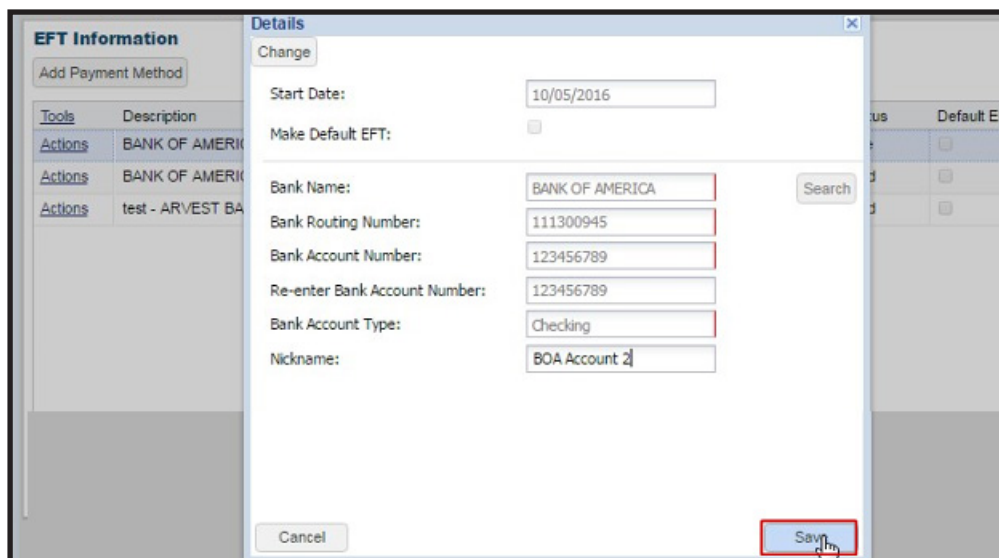 Details
EFT Information
Change
Add Payment Method
Start Date: 10/05/2016
Tools Description Default E
Make Default EFT:
Actions BANK OF AMERI
Actions BANK OF AMERI
Bank Name: BANK OF AMERICA Search
Actions test - ARVEST BA
Bank Routing Number: 111300945
Bank Account Number: 123456789
Re-enter Bank Account Number: 123456789
Bank Account Type: Checking
Nickname: BOA Account 2
Cancel Save